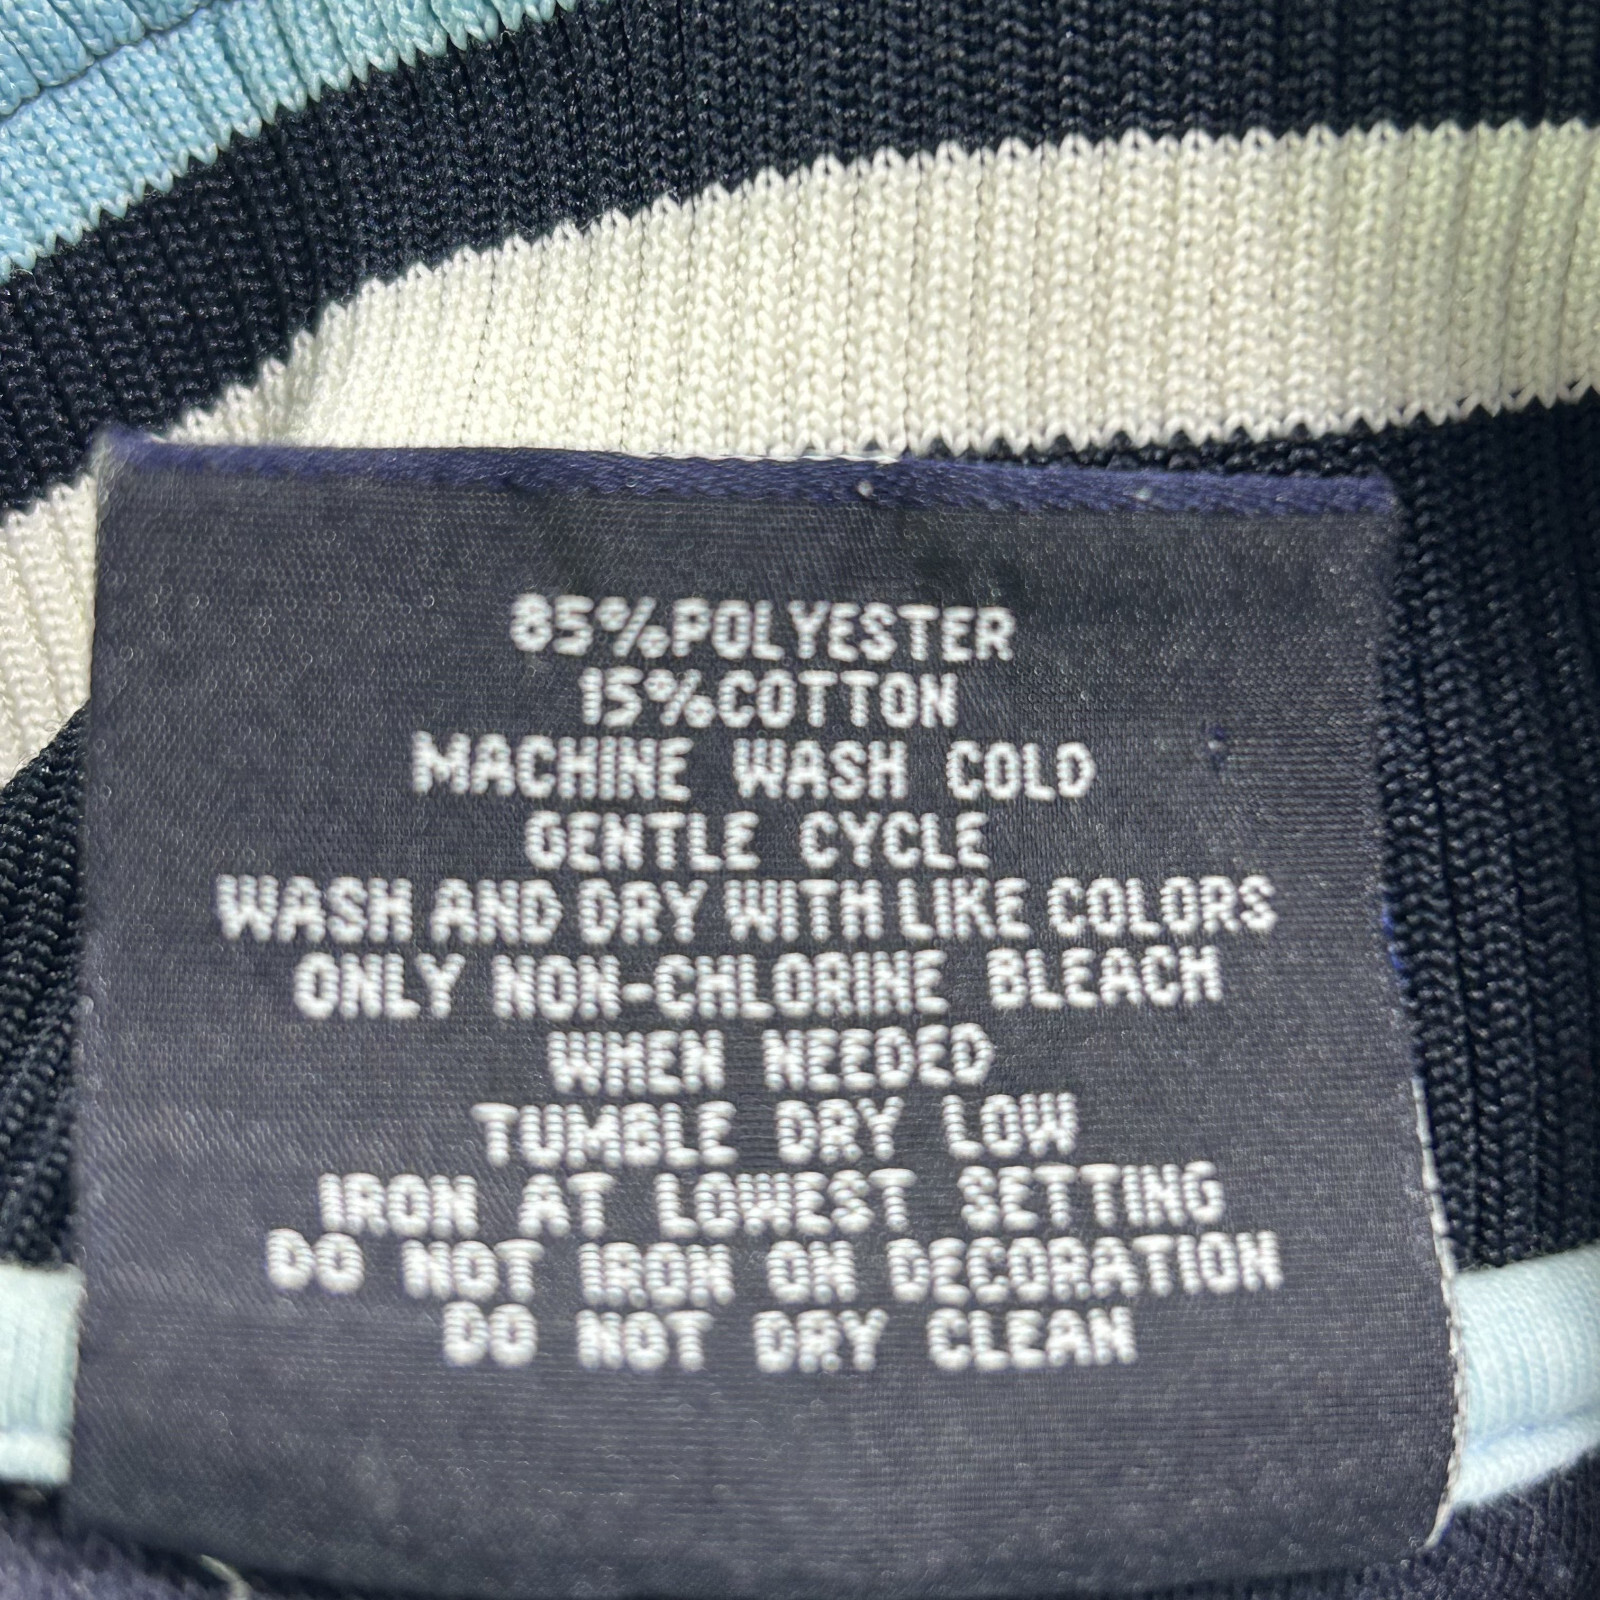 85%POLYESTER
15%COTTON
MACHINE WASH COLD
GENTLE CYCLE
WASH AND DRY WITH LIKE COLORS
ONLY NON-CHLORINE BLEACH
WHEN NEEDED
TUMBLE DRY LOW
IRON AT LOWEST SETTING
DO NOT IRON ON DECORATION
DO NOT DRY CLEAN